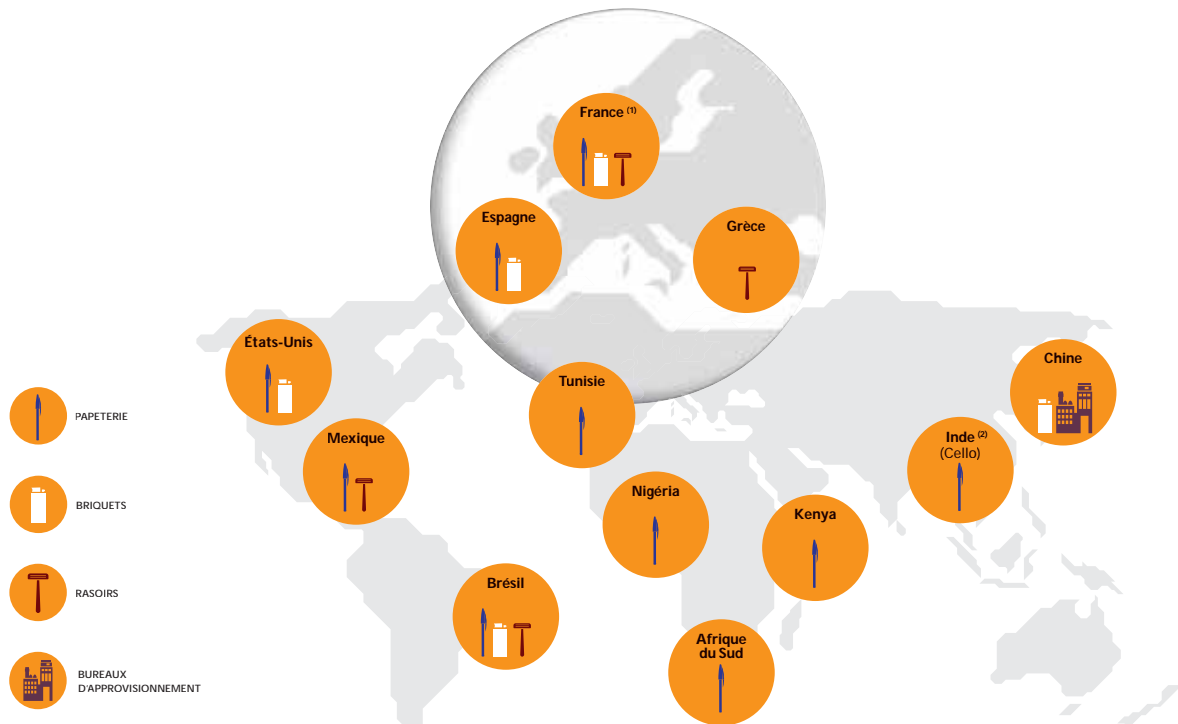 France (1)
Espagne
Grèce
États-Unis
Chine
Tunisie
PAPETERIE
Mexique
Inde (2)
(Cello)
Nigéria
BRIQUETS
Kenya
Brésil
RASOIRS
Afrique
du Sud
BUREAUX
D'APPROVISIONNEMENT